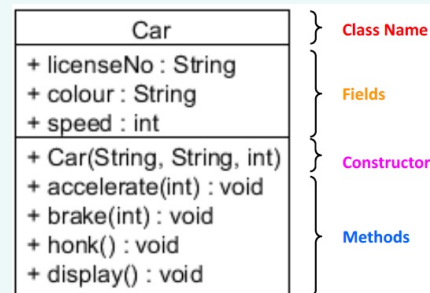 Car
Class Name
+ licenseNo : String
+ colour : String
+ speed : int
Fields
+ Car(String, String, int)
Constructor
+ accelerate(int) : void
+ brake(int) : void
+ honk() : void
+ display() : void
Methods